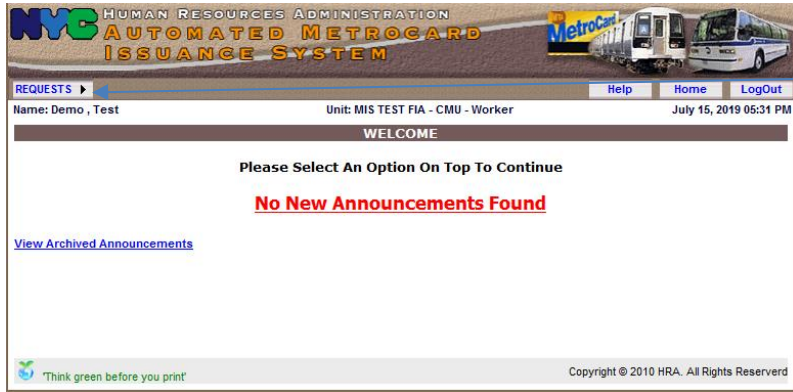 NYC
HUMAN RESOURCES ADMINISTRATION
AUTOMATED METROCARD
ISSUANCE SYSTEM
MetroCard
REQUESTS
Help Home LogOut
Name: Demo , Test Unit: MIS TEST FIA - CMU - Worker July 15, 2019 05:31 PM
WELCOME
Please Select An Option On Top To Continue
No New Announcements Found
View Archived Announcements
'Think green before you print' Copyright © 2010 HRA. All Rights Reserverd